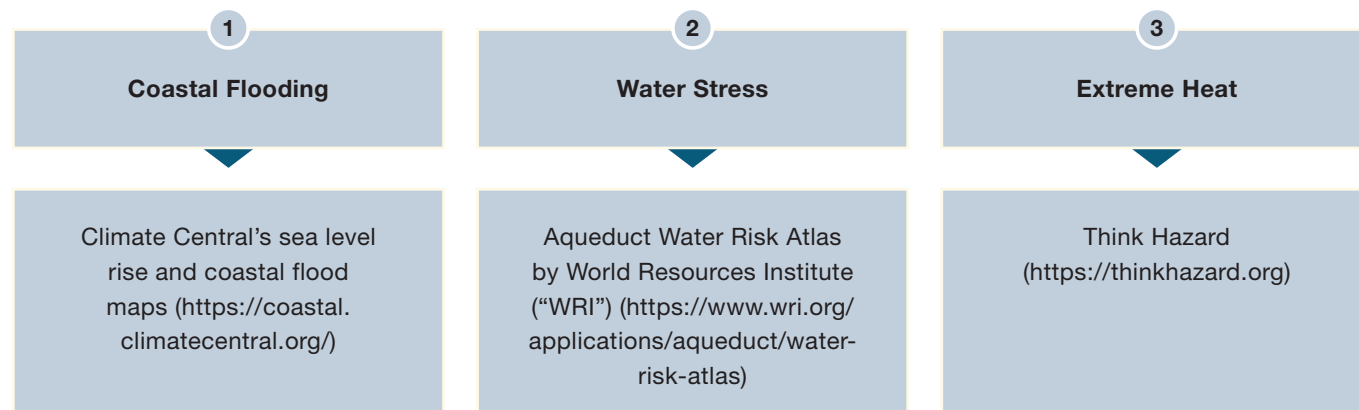 1
Coastal Flooding
Climate Central’s sea level
rise and coastal flood
maps (https://coastal.
climatecentral.org/)
2
Water Stress
Aqueduct Water Risk Atlas
by World Resources Institute
(“WRI”) (https://www.wri.org/
applications/aqueduct/water-
risk-atlas)
3
Extreme Heat
Think Hazard
(https://thinkhazard.org)